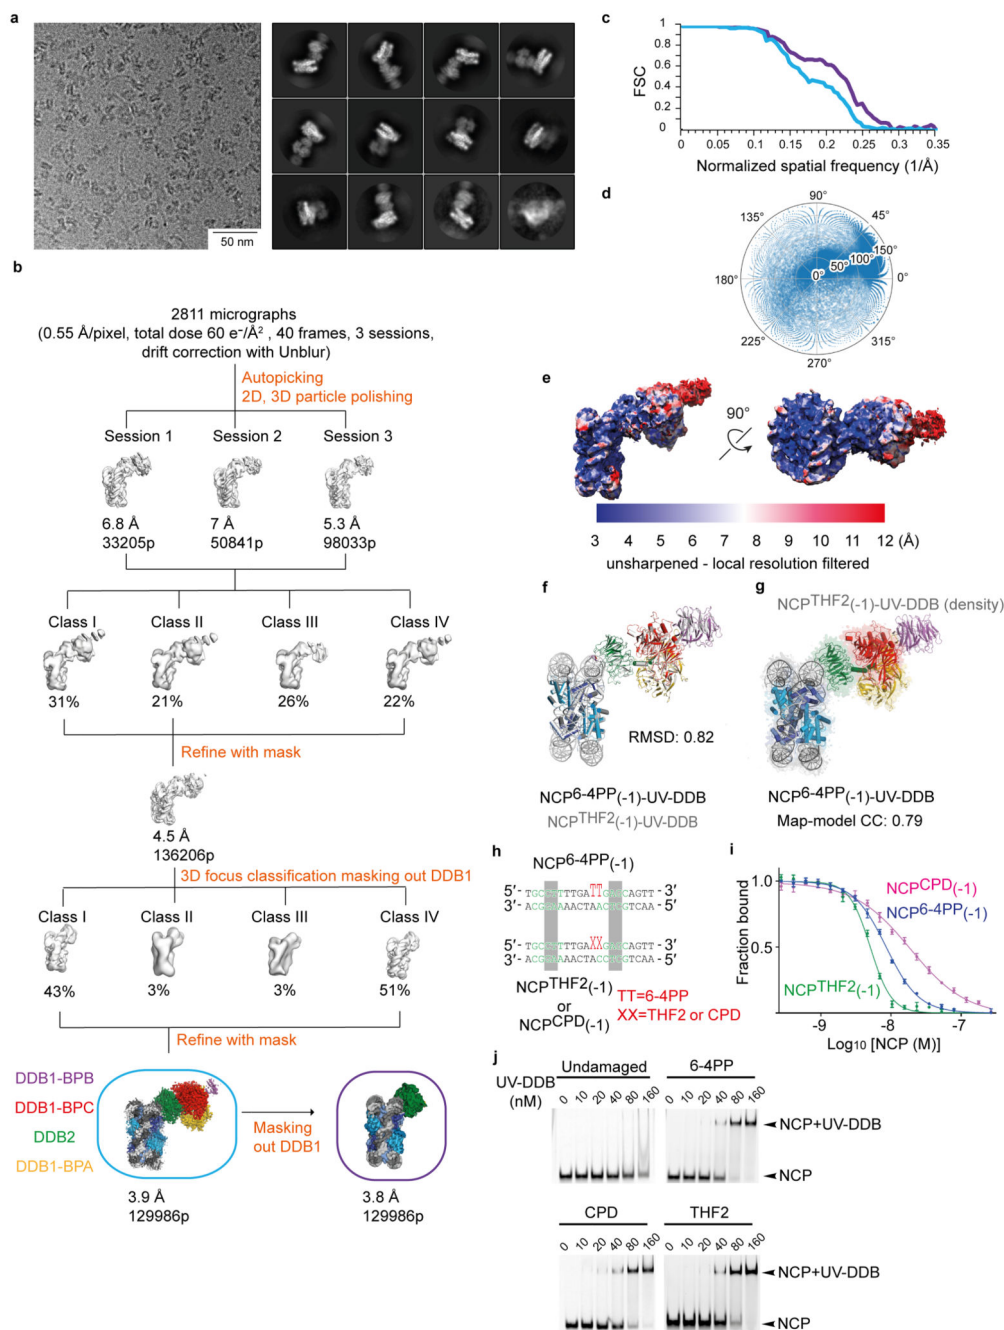 a
50 nm
b
2811 micrographs
(0.55 Å/pixel, total dose 60 e⁻/Å² , 40 frames, 3 sessions,
drift correction with Unblur)
Autopicking
2D, 3D particle polishing
Session 1 Session 2 Session 3
6.8 Å 7 Å 5.3 Å
33205p 50841p 98033p
Class I Class II Class III Class IV
31% 21% 26% 22%
Refine with mask
4.5 Å
136206p
3D focus classification masking out DDB1
Class I Class II Class III Class IV
43% 3% 3% 51%
Refine with mask
DDB1-BPB
DDB1-BPC
DDB2
DDB1-BPA
Masking
out DDB1
3.9 Å 3.8 Å
129986p 129986p
c
FSC
1
0.8
0.6
0.4
0.2
0
0 0.05 0.1 0.15 0.2 0.25 0.3 0.35
Normalized spatial frequency (1/Å)
d
90°
135° 45°
150°
100°
50°
180° 0° 0°
225° 315°
270°
e
90°
3 4 5 6 7 8 9 10 11 12 (Å)
unsharpened - local resolution filtered
f
RMSD: 0.82
NCP6-4PP(-1)-UV-DDB
NCPTHF2(-1)-UV-DDB
g
NCPTHF2(-1)-UV-DDB (density)
NCP6-4PP(-1)-UV-DDB
Map-model CC: 0.79
h
NCP6-4PP(-1)
5′- -3′
3′- -5′
5′- -3′
3′- -5′
NCPTHF2(-1)
or
NCPCPD(-1)
TT=6-4PP
XX=THF2 or CPD
i
Fraction bound
1.0
0.5
NCPCPD(-1)
NCP6-4PP(-1)
NCPTHF2(-1)
-9 -8 -7
Log10 [NCP (M)]
j
Undamaged 6-4PP
UV-DDB
(nM)
0 10 20 40 80 160 0 10 20 40 80 160
NCP+UV-DDB
NCP
CPD THF2
0 10 20 40 80 160 0 10 20 40 80 160
NCP+UV-DDB
NCP